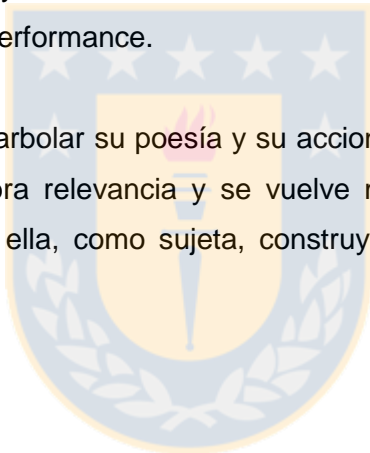 erformance.
arbolar su poesía y su accion
ora relevancia y se vuelve
ella, como sujeta, construy